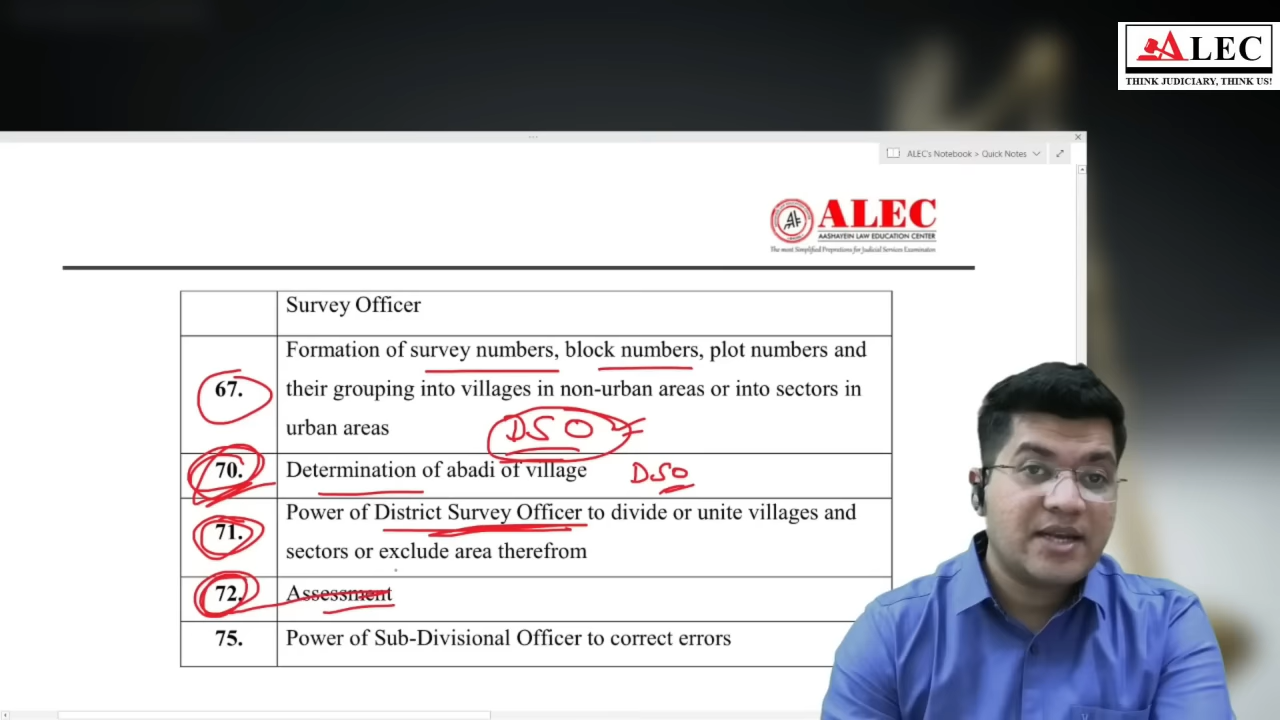 ALEC
THINK JUDICIARY, THINK US!
ALEC's Notebook > Quick Notes
ALEC
AASHAYEIN LAW EDUCATION CENTER
Survey Officer
67.
Formation of survey numbers, block numbers, plot numbers and
their grouping into villages in non-urban areas or into sectors in
urban areas
DSO
70.
Determination of abadi of village
DSO
71.
Power of District Survey Officer to divide or unite villages and
sectors or exclude area therefrom
72.
Assessment
75.
Power of Sub-Divisional Officer to correct errors